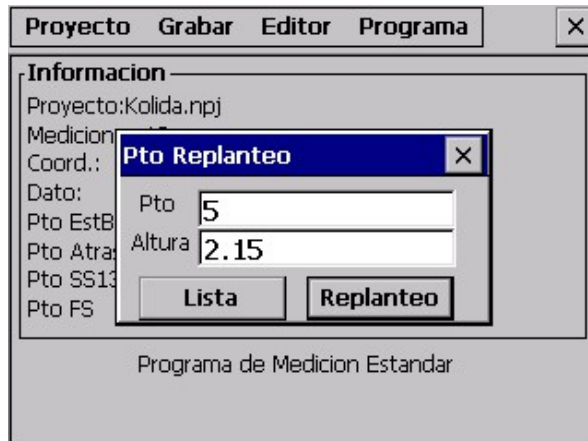 Proyecto Grabar Editor Programa
Informacion
Proyecto:Kolida.npj
Medicion
Coord.:
Dato:
Pto EstB
Pto Atra
Pto SS13
Pto FS
Pto Replanteo
Pto 5
Altura 2.15
Lista Replanteo
Programa de Medicion Estandar